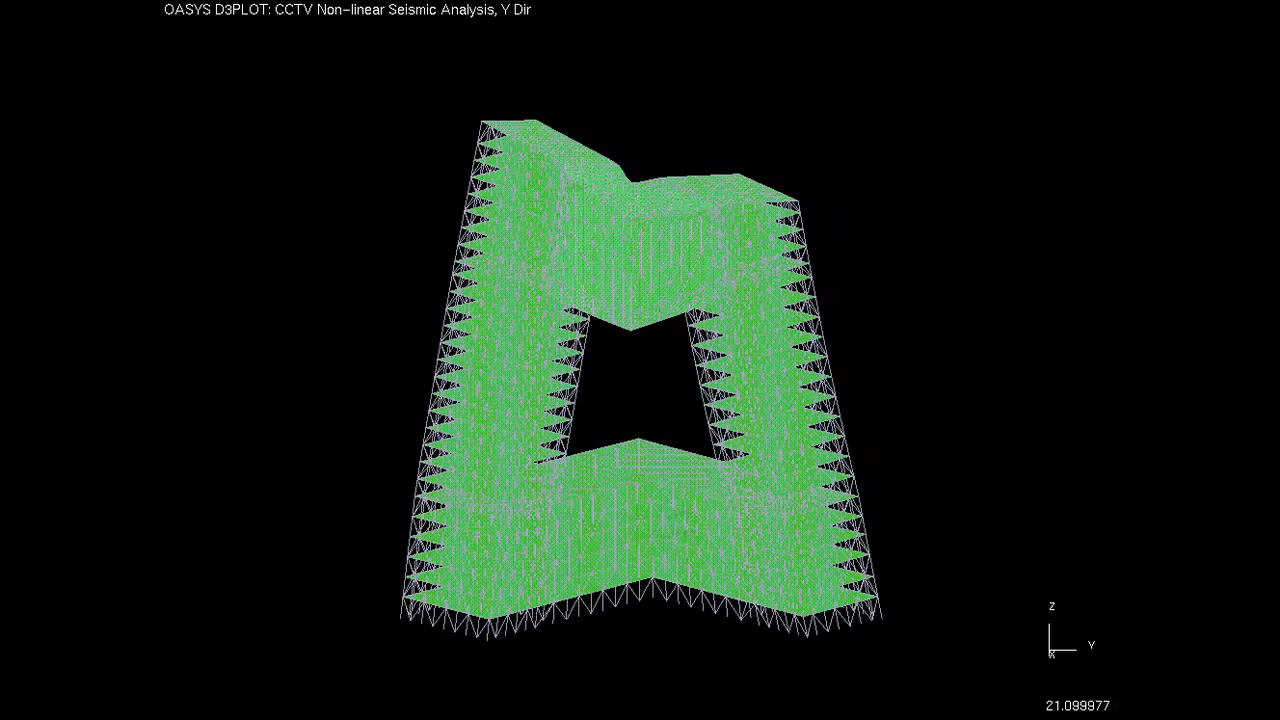 OASYS D3PLOT: CCTV Non-linear Seismic Analysis, Y Dir
Z
Y
X
21.099977